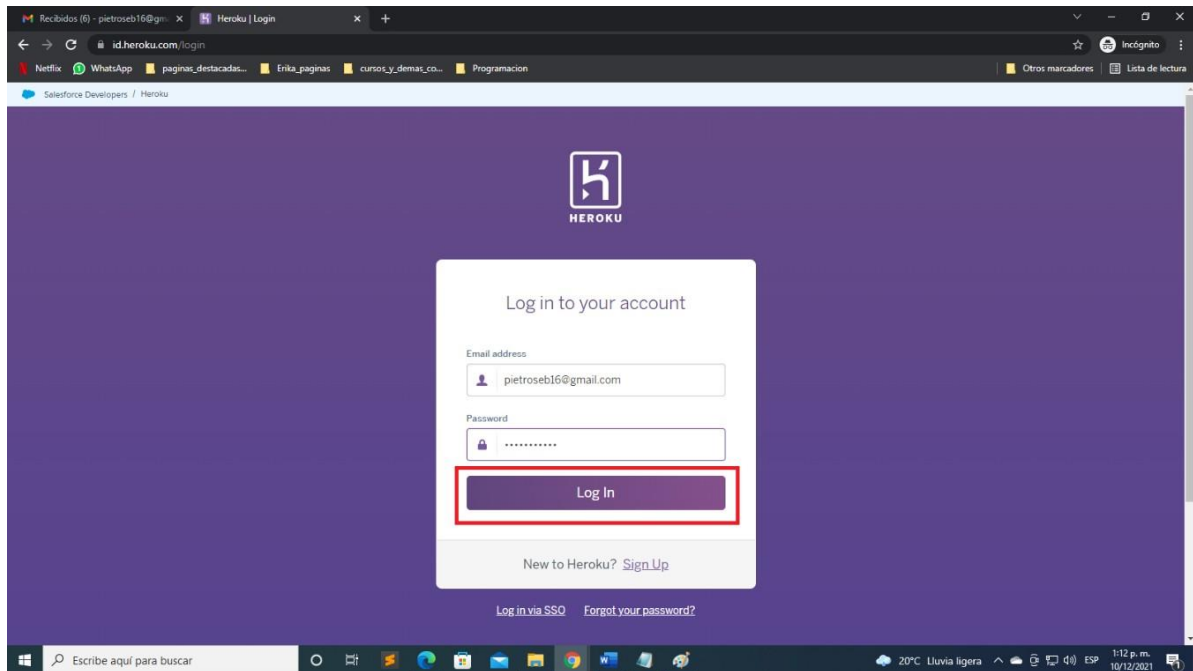 Recibidos (6) - pietroseb16@gm
Heroku | Login
id.heroku.com/login
Incógnito
Netflix
WhatsApp
paginas_destacadas...
Erika_paginas
cursos_y_demas_co...
Programacion
Otros marcadores
Lista de lectura
Salesforce Developers / Heroku
HEROKU
Log in to your account
Email address
pietroseb16@gmail.com
Password
Log In
New to Heroku? Sign Up
Log in via SSO
Forgot your password?
Escribe aquí para buscar
20°C Lluvia ligera
ESP
1:12 p. m.
10/12/2021